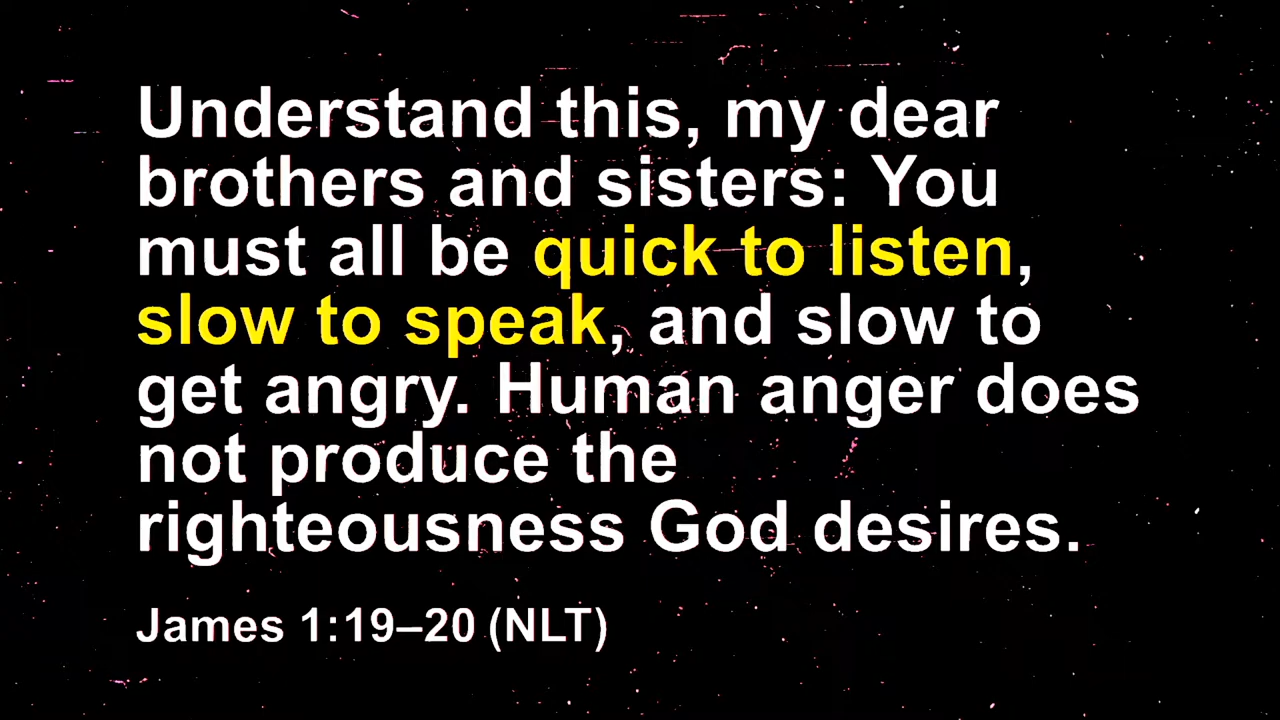 Understand this, my dear
brothers and sisters: You
must all be quick to listen,
slow to speak, and slow to
get angry. Human anger does
not produce the
righteousness God desires.
James 1:19–20 (NLT)